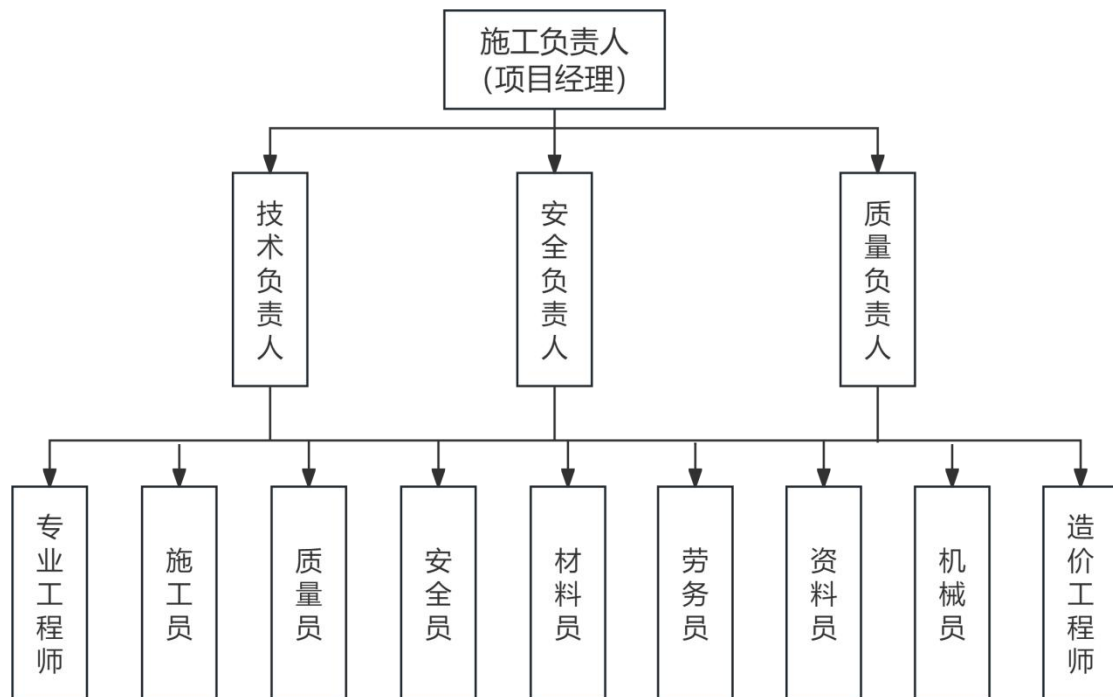 施工负责人
（项目经理）
技术负责人
安全负责人
质量负责人
专业工程师
施工员
质量员
安全员
材料员
劳务员
资料员
机械员
造价工程师